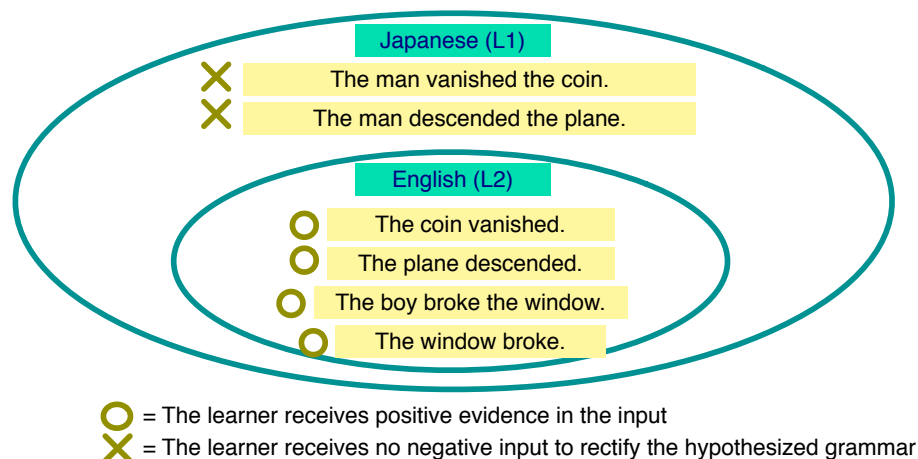 Japanese (L1)
The man vanished the coin.
The man descended the plane.
English (L2)
The coin vanished.
The plane descended.
The boy broke the window.
The window broke.
= The learner receives positive evidence in the input
= The learner receives no negative input to rectify the hypothesized grammar